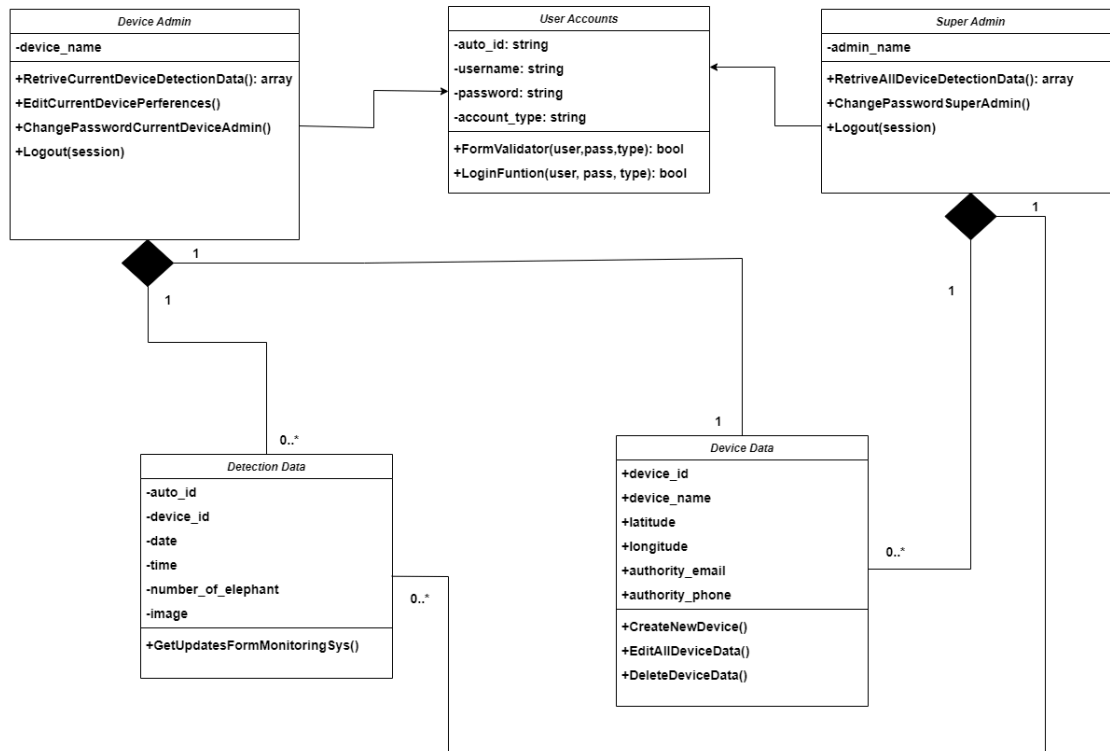 Device Admin
-device_name
+RetriveCurrentDeviceDetectionData(): array
+EditCurrentDevicePerferences()
+ChangePasswordCurrentDeviceAdmin()
+Logout(session)
User Accounts
-auto_id: string
-username: string
-password: string
-account_type: string
+FormValidator(user,pass,type): bool
+LoginFuntion(user, pass, type): bool
Super Admin
-admin_name
+RetriveAllDeviceDetectionData(): array
+ChangePasswordSuperAdmin()
+Logout(session)
1
1
1
1
0..*
1
Detection Data
-auto_id
-device_id
-date
-time
-number_of_elephant
-image
+GetUpdatesFormMonitoringSys()
0..*
Device Data
+device_id
+device_name
+latitude
+longitude
+authority_email
+authority_phone
+CreateNewDevice()
+EditAllDeviceData()
+DeleteDeviceData()
0..*